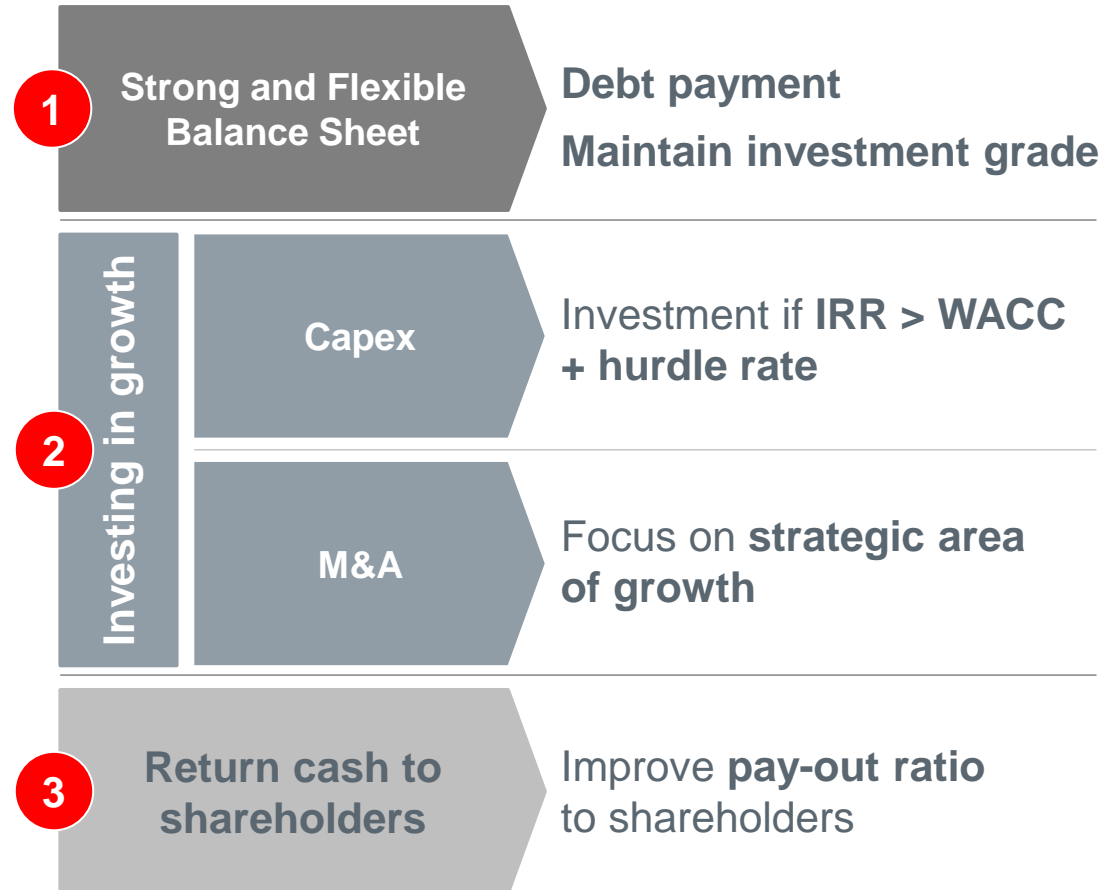 1
Strong and Flexible
Balance Sheet
Debt payment
Maintain investment grade
2
Investing in growth
Capex
Investment if IRR > WACC
+ hurdle rate
M&A
Focus on strategic area
of growth
3
Return cash to
shareholders
Improve pay-out ratio
to shareholders